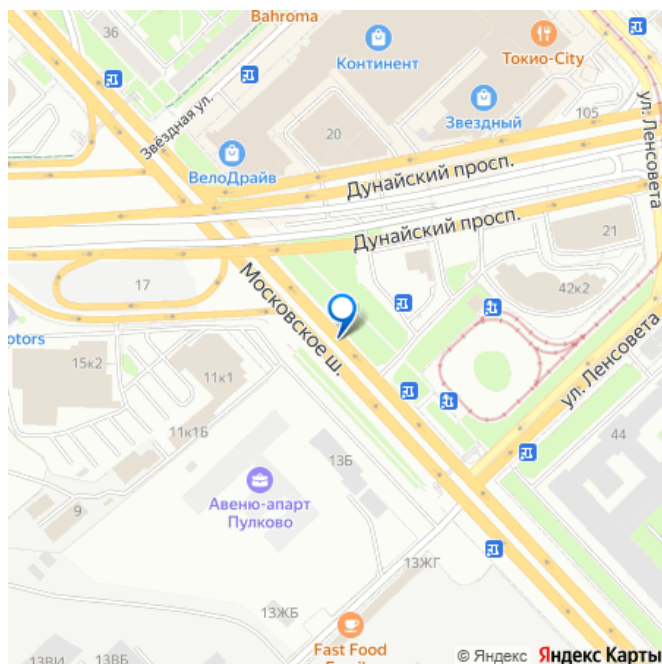 Bahroma
36
Континент
Токио-City
Звёздная ул.
Звездный
105
ул. Ленсовета
20
ВелоДрайв
Дунайский просп.
Дунайский просп.
21
17
42к2
Московское ш.
otors
15к2
11к1
ул. Ленсовета
11к1Б
44
13Б
Авеню-апарт
Пулково
9
13ЖГ
13ЖБ
Fast Food
13ВИ
13ВБ
© Яндекс Яндекс Карты